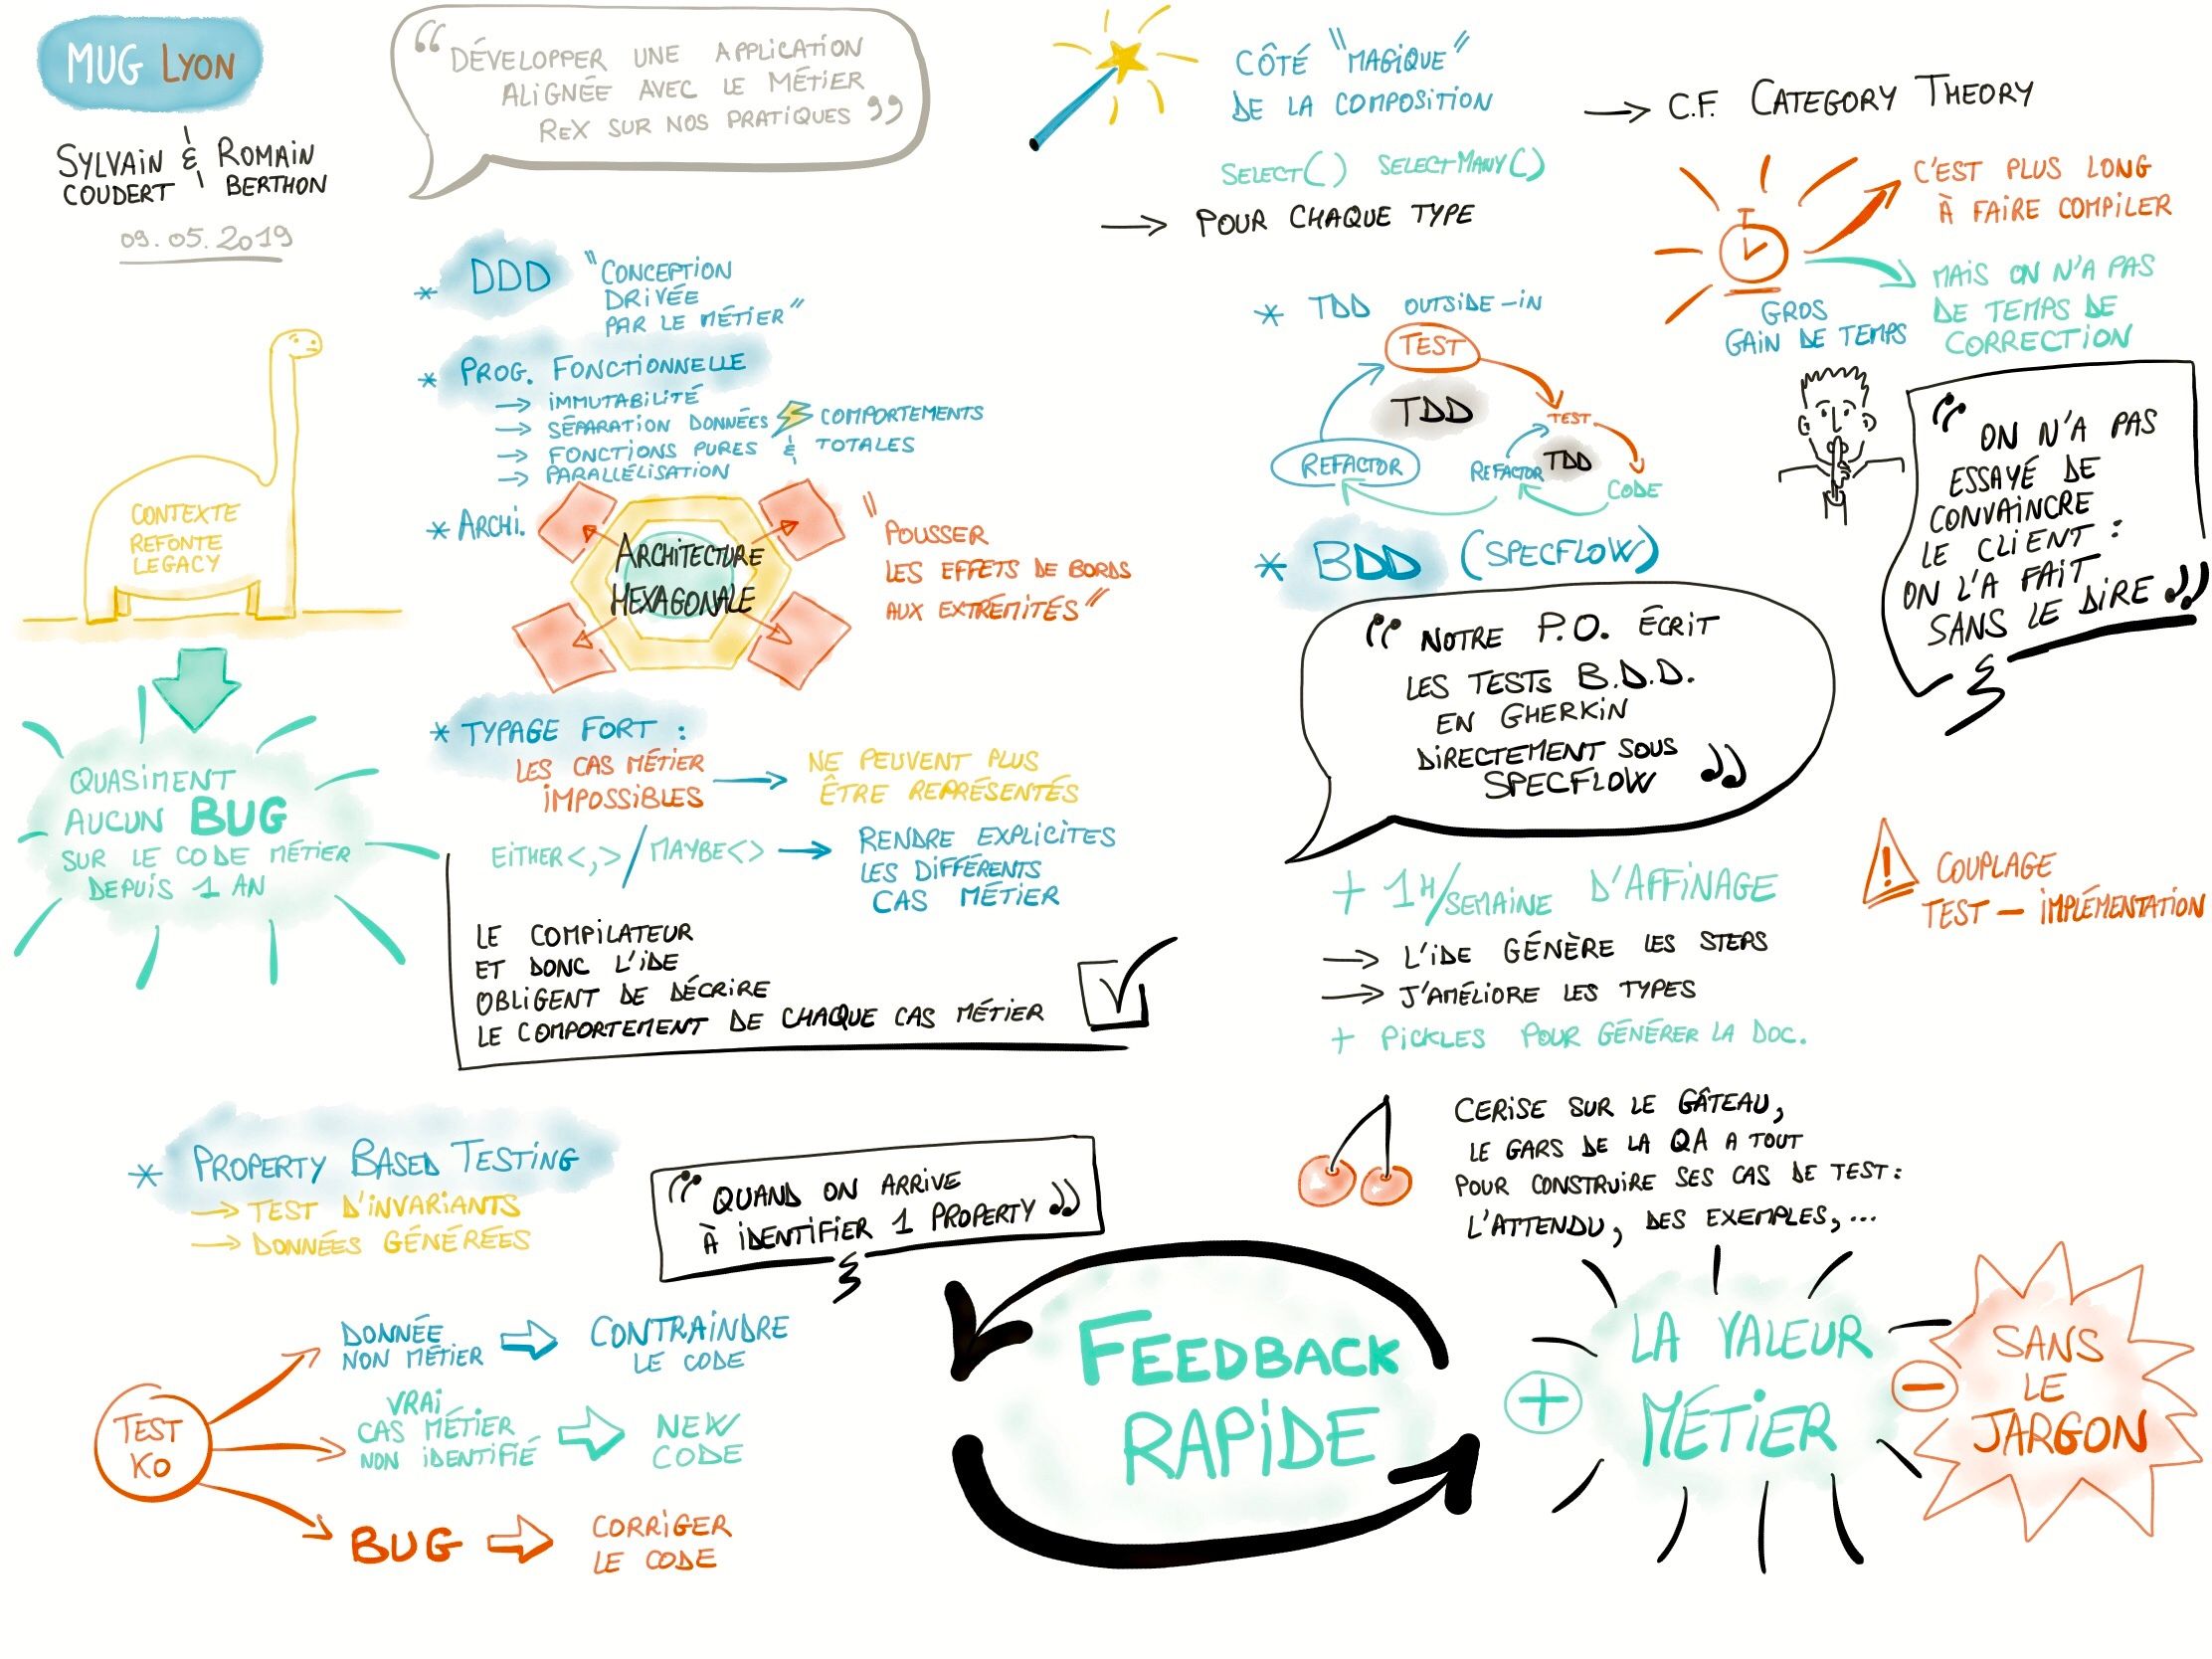 MUG LYON
SYLVAIN & ROMAIN
COUDERT BERTHON
09.05.2019
“ DÉVELOPPER UNE APPLICATION
ALIGNÉE AVEC LE MÉTIER
REX SUR NOS PRATIQUES ”
CONTEXTE
REFONTE
LEGACY
QUASIMENT
AUCUN BUG
SUR LE CODE MÉTIER
DEPUIS 1 AN
* DDD "CONCEPTION
DRIVÉE
PAR LE MÉTIER"
* PROG. FONCTIONNELLE
→ IMMUTABILITÉ
→ SÉPARATION DONNÉES COMPORTEMENTS
→ FONCTIONS PURES & TOTALES
→ PARALLÉLISATION
* ARCHI.
ARCHITECTURE
HEXAGONALE
"POUSSER
LES EFFETS DE BORDS
AUX EXTRÉMITÉS"
* TYPAGE FORT :
LES CAS MÉTIER
IMPOSSIBLES
→ NE PEUVENT PLUS
ÊTRE REPRÉSENTÉS
EITHER<,> / MAYBE<> → RENDRE EXPLICITES
LES DIFFÉRENTS
CAS MÉTIER
LE COMPILATEUR
ET DONC L'IDE
OBLIGENT DE DÉCRIRE
LE COMPORTEMENT DE CHAQUE CAS MÉTIER
* PROPERTY BASED TESTING
→ TEST D'INVARIANTS
→ DONNÉES GÉNÉRÉES
“ QUAND ON ARRIVE
À IDENTIFIER 1 PROPERTY ”
TEST
KO
DONNÉE
NON MÉTIER
CONTRAINDRE
LE CODE
VRAI
CAS MÉTIER
NON IDENTIFIÉ
NEW
CODE
BUG
CORRIGER
LE CODE
CÔTÉ "MAGIQUE"
DE LA COMPOSITION
→ C.F. CATEGORY THEORY
SELECT() SELECTMANY()
→ POUR CHAQUE TYPE
C'EST PLUS LONG
À FAIRE COMPILER
MAIS ON N'A PAS
DE TEMPS DE
CORRECTION
GROS
GAIN DE TEMPS
* TDD OUTSIDE-IN
TEST
TDD
REFACTOR
TEST
TDD
REFACTOR
CODE
“ ON N'A PAS
ESSAYÉ DE
CONVAINCRE
LE CLIENT :
ON L'A FAIT
SANS LE DIRE ”
* BDD (SPECFLOW)
“ NOTRE P.O. ÉCRIT
LES TESTS B.D.D.
EN GHERKIN
DIRECTEMENT SOUS
SPECFLOW ”
+ 1H/SEMAINE D'AFFINAGE
→ L'IDE GÉNÈRE LES STEPS
→ J'AMÉLIORE LES TYPES
+ PICKLES POUR GÉNÉRER LA DOC.
! COUPLAGE
TEST - IMPLÉMENTATION
CERISE SUR LE GÂTEAU,
LE GARS DE LA QA A TOUT
POUR CONSTRUIRE SES CAS DE TEST :
L'ATTENDU, DES EXEMPLES, ...
FEEDBACK
RAPIDE
+
LA VALEUR
MÉTIER
-
SANS
LE
JARGON